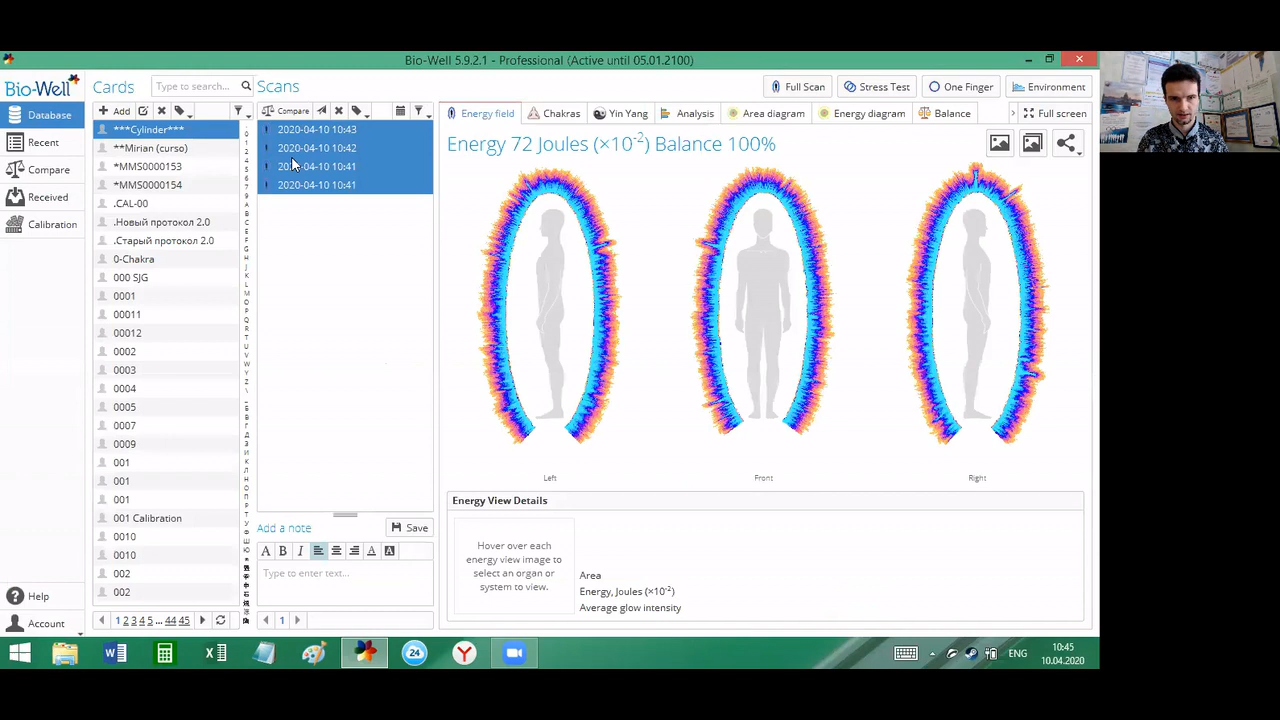 Bio-Well 5.9.2.1 - Professional (Active until 05.01.2100)
Bio-Well
Cards
Type to search...
Scans
Full Scan
Stress Test
One Finger
Environment
Database
Add
Compare
Energy field
Chakras
Yin Yang
Analysis
Area diagram
Energy diagram
Balance
Full screen
Recent
Compare
Received
Calibration
***Cylinder***
**Mirian (curso)
*MMS0000153
*MMS0000154
.CAL-00
.Новый протокол 2.0
.Старый протокол 2.0
0-Chakra
000 SJG
0001
00011
00012
0002
0003
0004
0005
0007
0009
001
001
001
001 Calibration
0010
0010
002
002
1 2 3 4 5 ... 44 45
2020-04-10 10:43
2020-04-10 10:42
2020-04-10 10:41
2020-04-10 10:41
Energy 72 Joules (×10⁻²) Balance 100%
Left
Front
Right
Energy View Details
Hover over each
energy view image to
select an organ or
system to view.
Area
Energy, Joules (×10⁻²)
Average glow intensity
Add a note
Save
A B I A A
Type to enter text...
1
Help
Account
24
ENG
10:45
10.04.2020